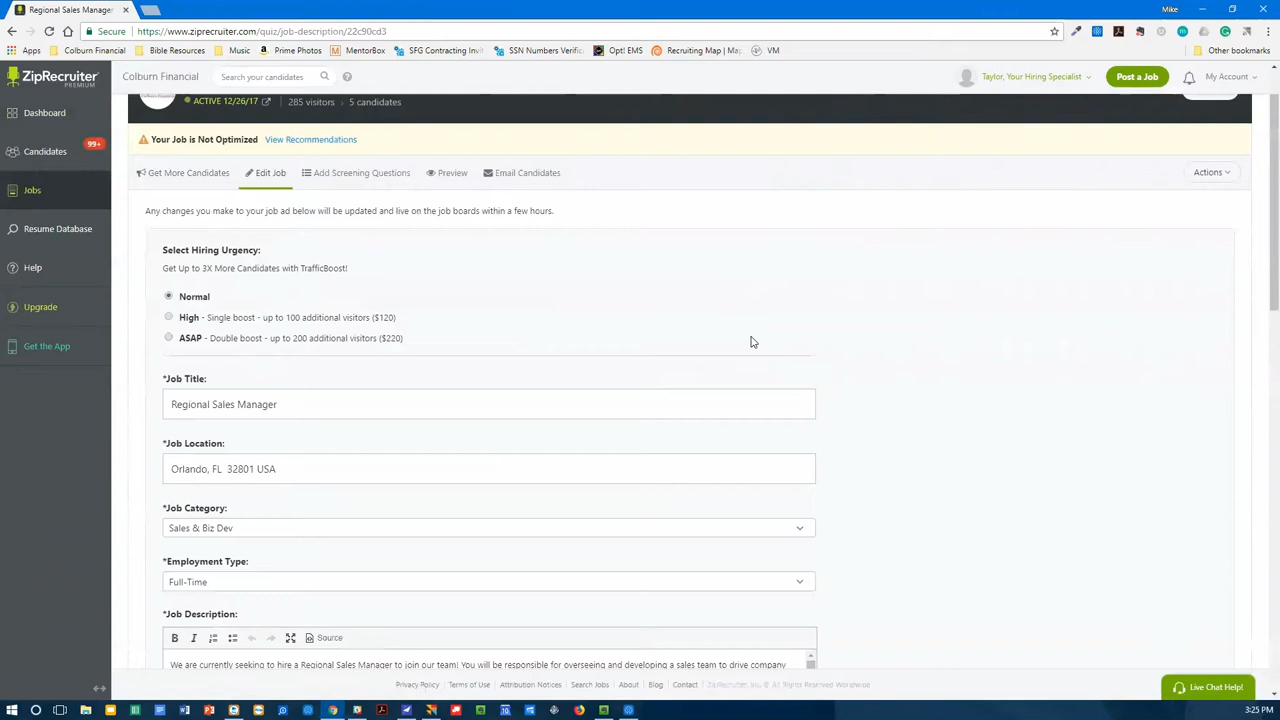 Regional Sales Manager
Mike
Secure
https://www.ziprecruiter.com/quiz/job-description/22c90cd3
Apps
Colburn Financial
Bible Resources
Music
Prime Photos
MentorBox
SFG Contracting Invit
SSN Numbers Verific
Opt! EMS
Recruiting Map | Map
VM
Other bookmarks
ZipRecruiter
PREMIUM
Colburn Financial
Search your candidates
Taylor, Your Hiring Specialist
Post a Job
My Account
ACTIVE 12/26/17
285 visitors › 5 candidates
Dashboard
Candidates
99+
Jobs
Resume Database
Help
Upgrade
Get the App
Your Job is Not Optimized View Recommendations
Get More Candidates
Edit Job
Add Screening Questions
Preview
Email Candidates
Actions
Any changes you make to your job ad below will be updated and live on the job boards within a few hours.
Select Hiring Urgency:
Get Up to 3X More Candidates with TrafficBoost!
Normal
High - Single boost - up to 100 additional visitors ($120)
ASAP - Double boost - up to 200 additional visitors ($220)
*Job Title:
Regional Sales Manager
*Job Location:
Orlando, FL 32801 USA
*Job Category:
Sales & Biz Dev
*Employment Type:
Full-Time
*Job Description:
B I Source
We are currently seeking to hire a Regional Sales Manager to join our team! You will be responsible for overseeing and developing a sales team to drive company
Privacy Policy
Terms of Use
Attribution Notices
Search Jobs
About
Blog
Contact
ZipRecruiter, Inc. © All Rights Reserved Worldwide
Live Chat Help!
3:25 PM